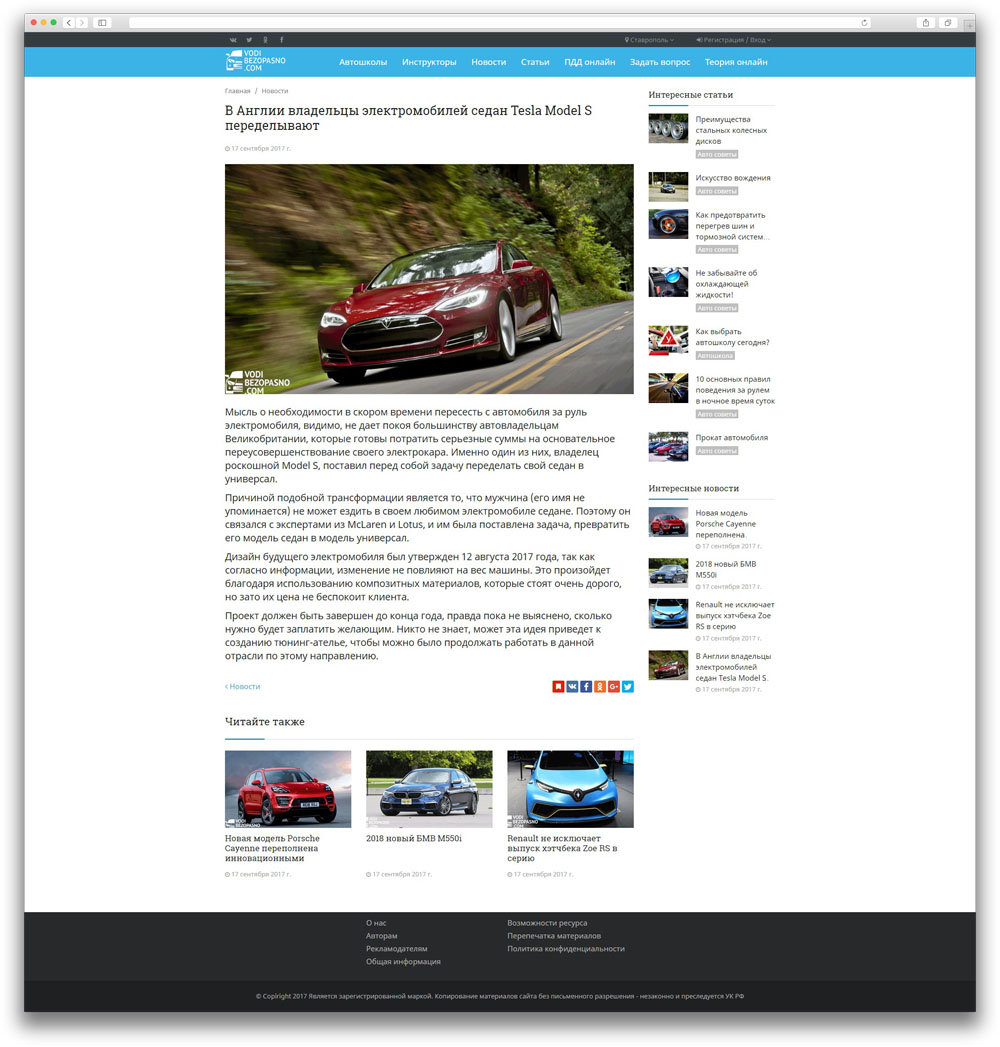 Ставрополь
Регистрация / Вход
VODI
BEZOPASNO
.COM
Автошколы Инструкторы Новости Статьи ПДД онлайн Задать вопрос Теория онлайн
Главная / Новости
В Англии владельцы электромобилей седан Tesla Model S
переделывают
17 сентября 2017 г.
VODI
BEZOPASNO
.COM
Мысль о необходимости в скором времени пересесть с автомобиля за руль
электромобиля, видимо, не дает покоя большинству автовладельцам
Великобритании, которые готовы потратить серьезные суммы на основательное
переусовершенствование своего электрокара. Именно один из них, владелец
роскошной Model S, поставил перед собой задачу переделать свой седан в
универсал.
Причиной подобной трансформации является то, что мужчина (его имя не
упоминается) не может ездить в своем любимом электромобиле седане. Поэтому он
связался с экспертами из McLaren и Lotus, и им была поставлена задача, превратить
его модель седан в модель универсал.
Дизайн будущего электромобиля был утвержден 12 августа 2017 года, так как
согласно информации, изменение не повлияют на вес машины. Это произойдет
благодаря использованию композитных материалов, которые стоят очень дорого,
но зато их цена не беспокоит клиента.
Проект должен быть завершен до конца года, правда пока не выяснено, сколько
нужно будет заплатить желающим. Никто не знает, может эта идея приведет к
созданию тюнинг-ателье, чтобы можно было продолжать работать в данной
отрасли по этому направлению.
‹ Новости
Читайте также
VODI
BEZOPASNO
.COM
Новая модель Porsche
Cayenne переполнена
инновационными
17 сентября 2017 г.
2018 новый БМВ M550i
17 сентября 2017 г.
VODI
BEZOPASNO
.COM
Renault не исключает
выпуск хэтчбека Zoe RS в
серию
17 сентября 2017 г.
Интересные статьи
Преимущества
стальных колесных
дисков
Авто советы
Искусство вождения
Авто советы
Как предотвратить
перегрев шин и
тормозной систем...
Авто советы
Не забывайте об
охлаждающей
жидкости!
Авто советы
У
Как выбрать
автошколу сегодня?
Автошкола
10 основных правил
поведения за рулем
в ночное время суток
Авто советы
Прокат автомобиля
Авто советы
Интересные новости
Новая модель
Porsche Cayenne
переполнена.
17 сентября 2017 г.
2018 новый БМВ
M550i
17 сентября 2017 г.
Renault не исключает
выпуск хэтчбека Zoe
RS в серию
17 сентября 2017 г.
В Англии владельцы
электромобилей
седан Tesla Model S.
17 сентября 2017 г.
О нас
Авторам
Рекламодателям
Общая информация
Возможности ресурса
Перепечатка материалов
Политика конфиденциальности
© Copiright 2017 Является зарегистрированной маркой. Копирование материалов сайта без письменного разрешения - незаконно и преследуется УК РФ